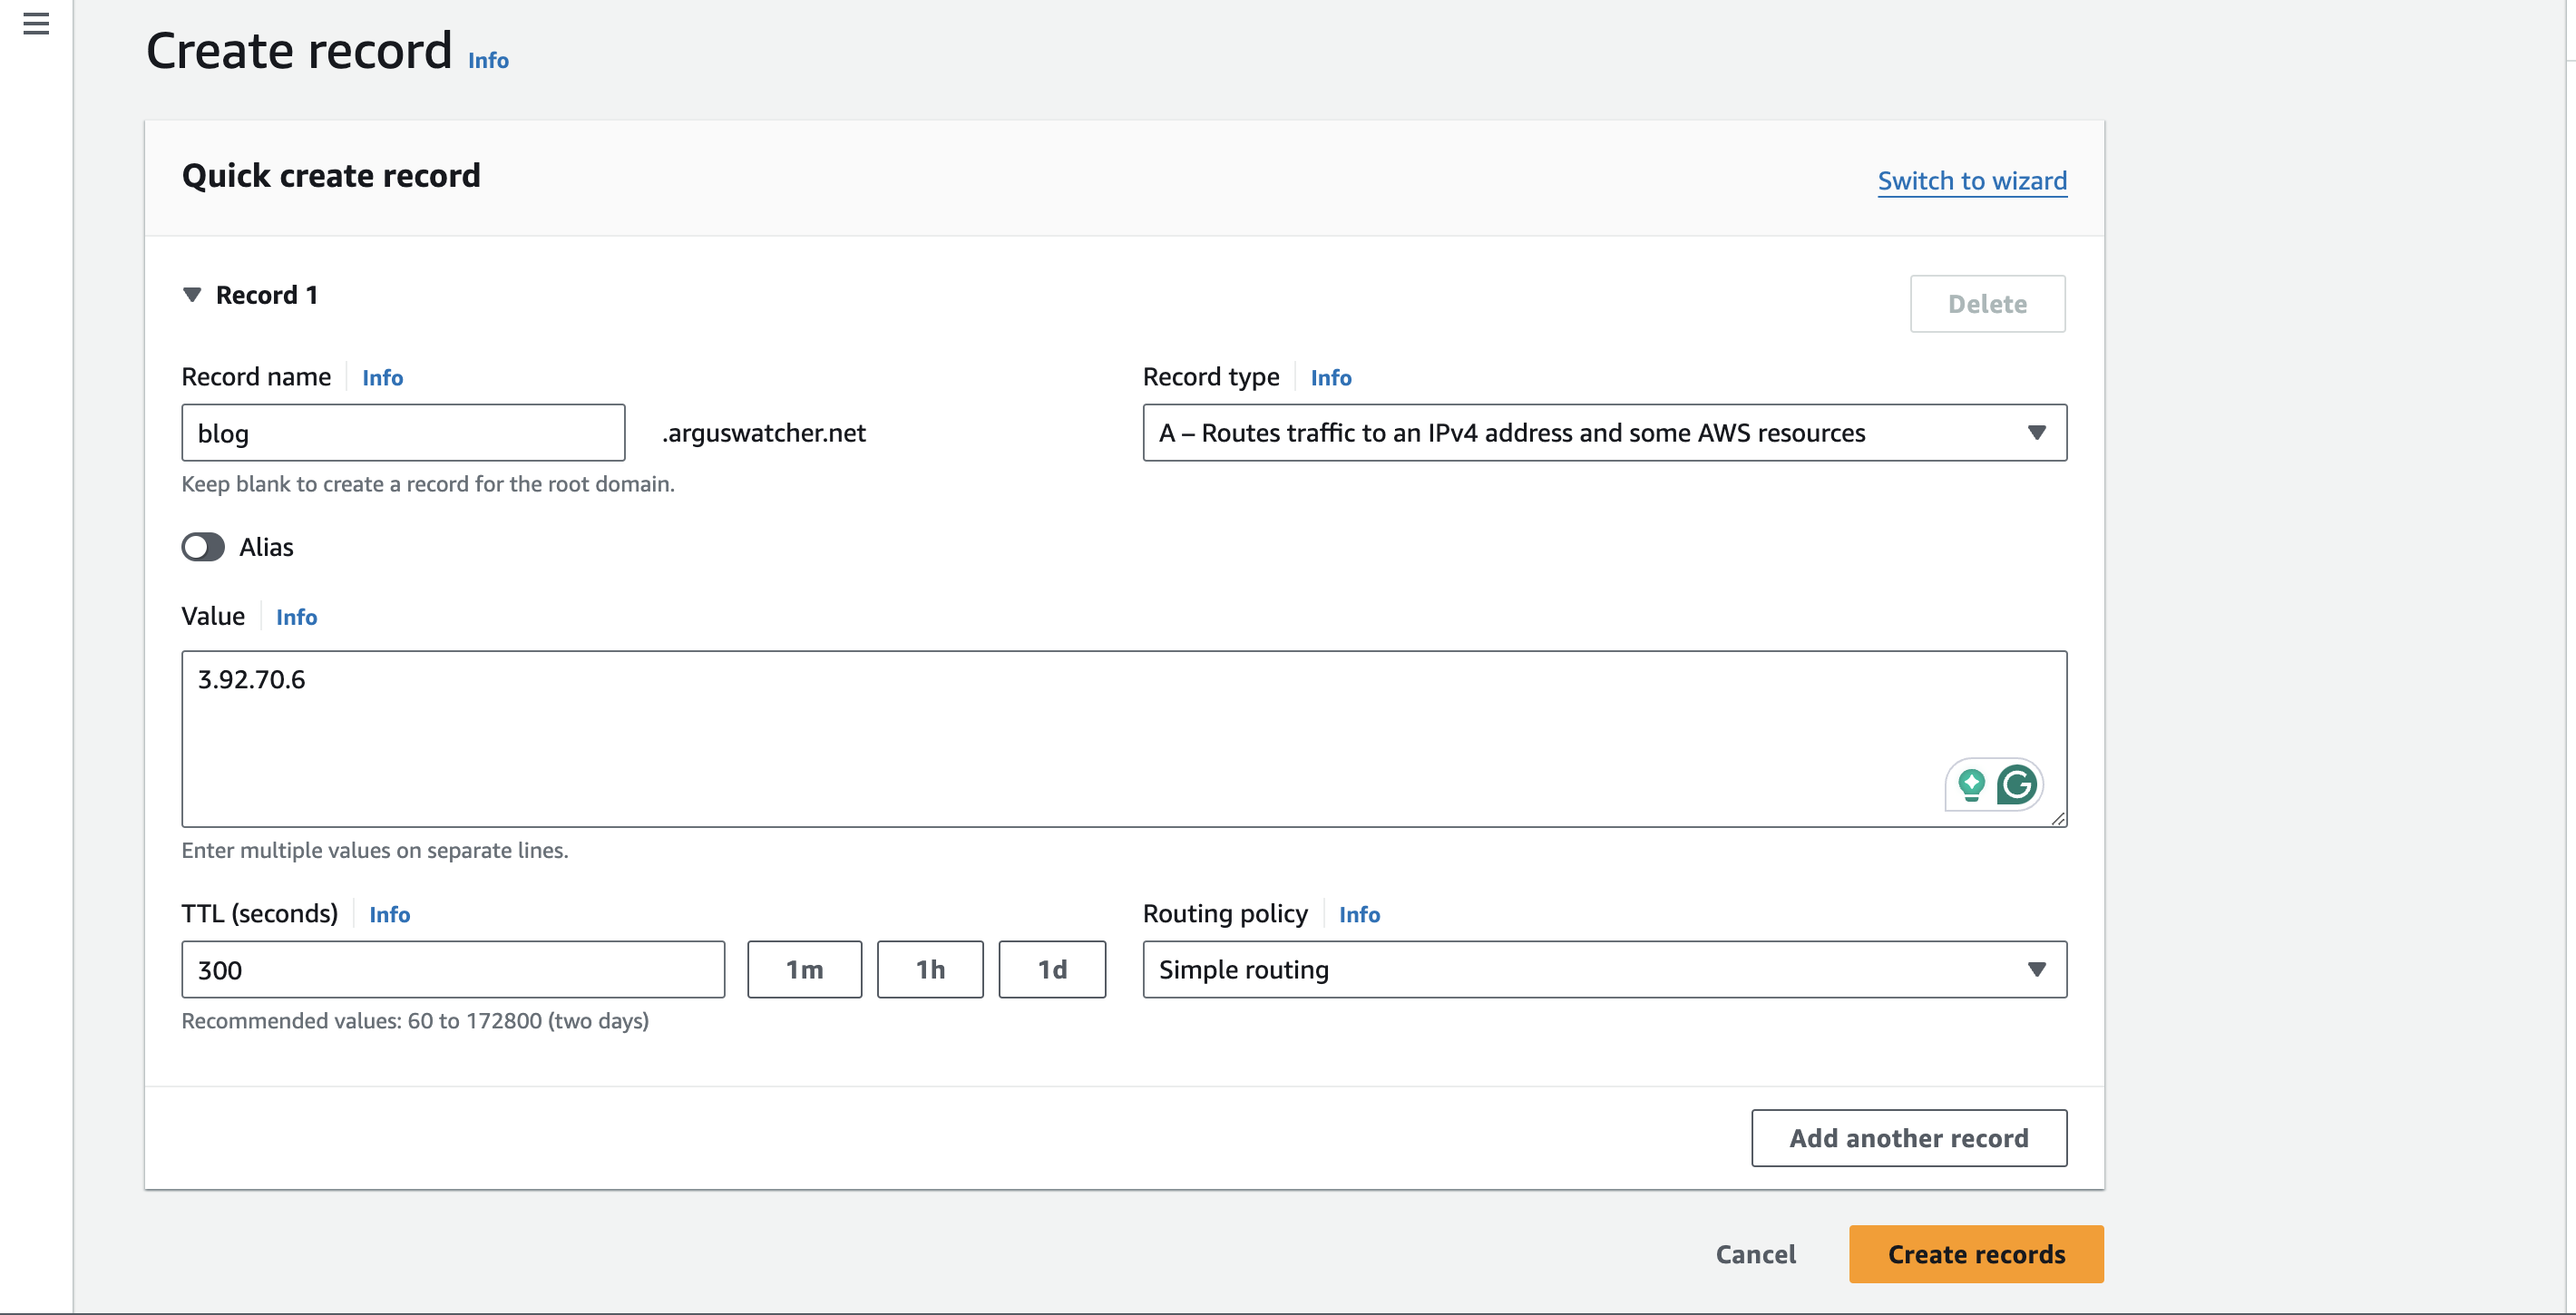 Create record Info
Quick create record
Switch to wizard
Record 1
Delete
Record name Info
Record type Info
blog .arguswatcher.net
A – Routes traffic to an IPv4 address and some AWS resources
Keep blank to create a record for the root domain.
Alias
Value Info
3.92.70.6
Enter multiple values on separate lines.
TTL (seconds) Info
Routing policy Info
300 1m 1h 1d
Simple routing
Recommended values: 60 to 172800 (two days)
Add another record
Cancel Create records